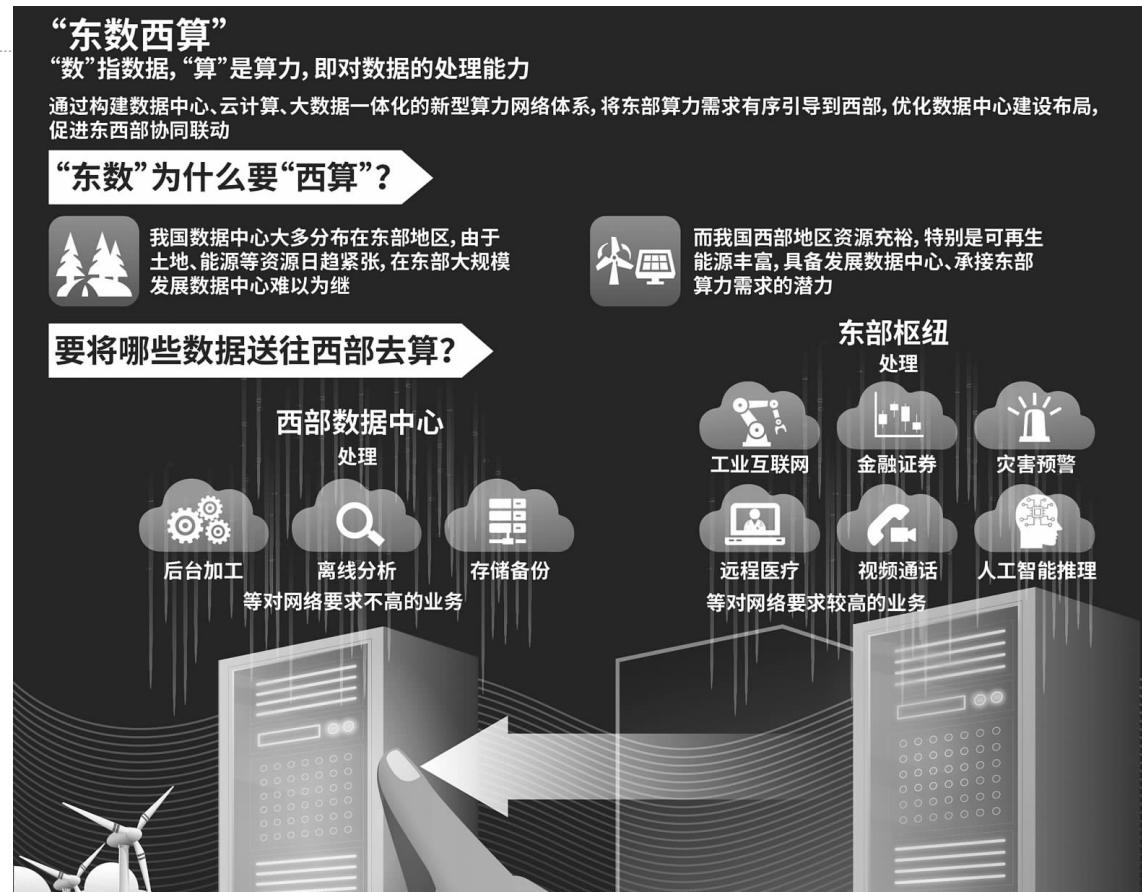 “东数西算”
“数”指数据,“算”是算力,即对数据的处理能力
通过构建数据中心、云计算、大数据一体化的新型算力网络体系,将东部算力需求有序引导到西部,优化数据中心建设布局,
促进东西部协同联动
“东数”为什么要“西算”?
我国数据中心大多分布在东部地区,由于
土地、能源等资源日趋紧张,在东部大规模
发展数据中心难以为继
而我国西部地区资源充裕,特别是可再生
能源丰富,具备发展数据中心、承接东部
算力需求的潜力
要将哪些数据送往西部去算?
西部数据中心
处理
后台加工
离线分析
存储备份
等对网络要求不高的业务
东部枢纽
处理
工业互联网
金融证券
灾害预警
远程医疗
视频通话
人工智能推理
等对网络要求较高的业务